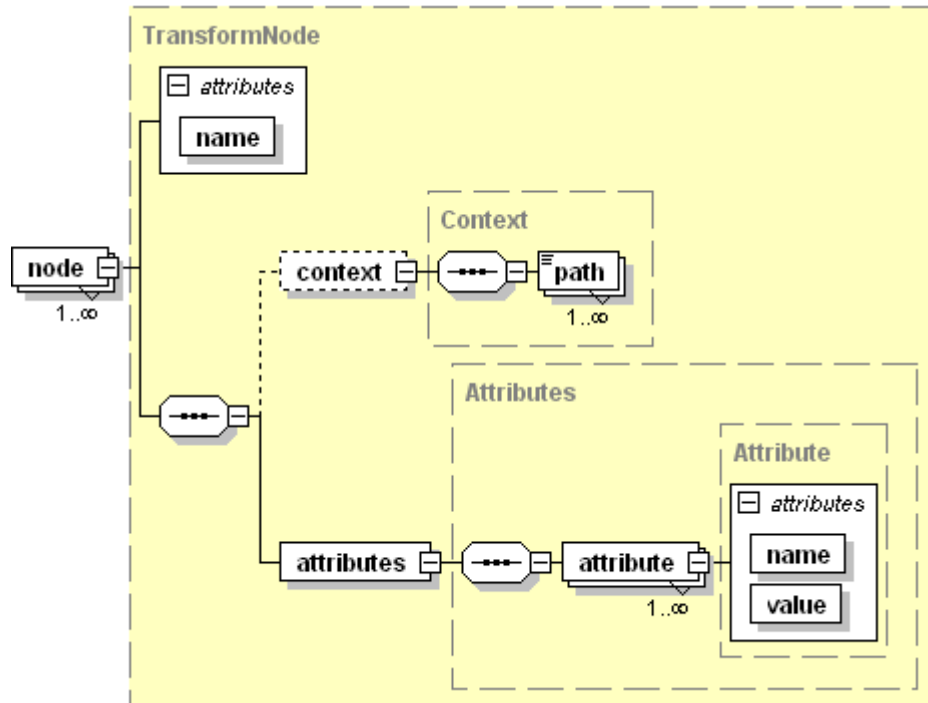 TransformNode
attributes
name
Context
node
context
path
1..∞
1..∞
Attributes
Attribute
attributes
attributes
attribute
name
1..∞
value